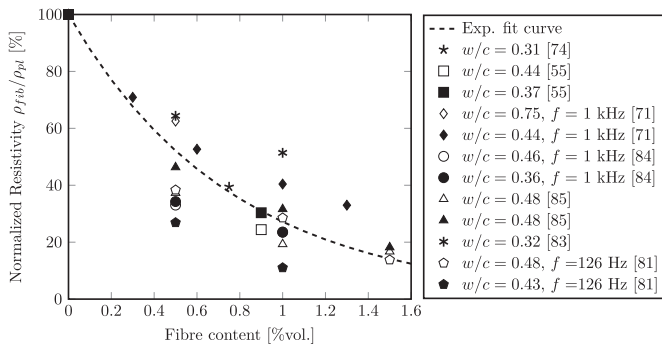 Normalized Resistivity ρfib/ρpl [%]
100
80
60
40
20
0
0
0.2
0.4
0.6
0.8
1.0
1.2
1.4
1.6
Fibre content [%vol.]
Exp. fit curve
w/c = 0.31 [74]
w/c = 0.44 [55]
w/c = 0.37 [55]
w/c = 0.75, f = 1 kHz [71]
w/c = 0.44, f = 1 kHz [71]
w/c = 0.46, f = 1 kHz [84]
w/c = 0.36, f = 1 kHz [84]
w/c = 0.48 [85]
w/c = 0.48 [85]
w/c = 0.32 [83]
w/c = 0.48, f =126 Hz [81]
w/c = 0.43, f =126 Hz [81]